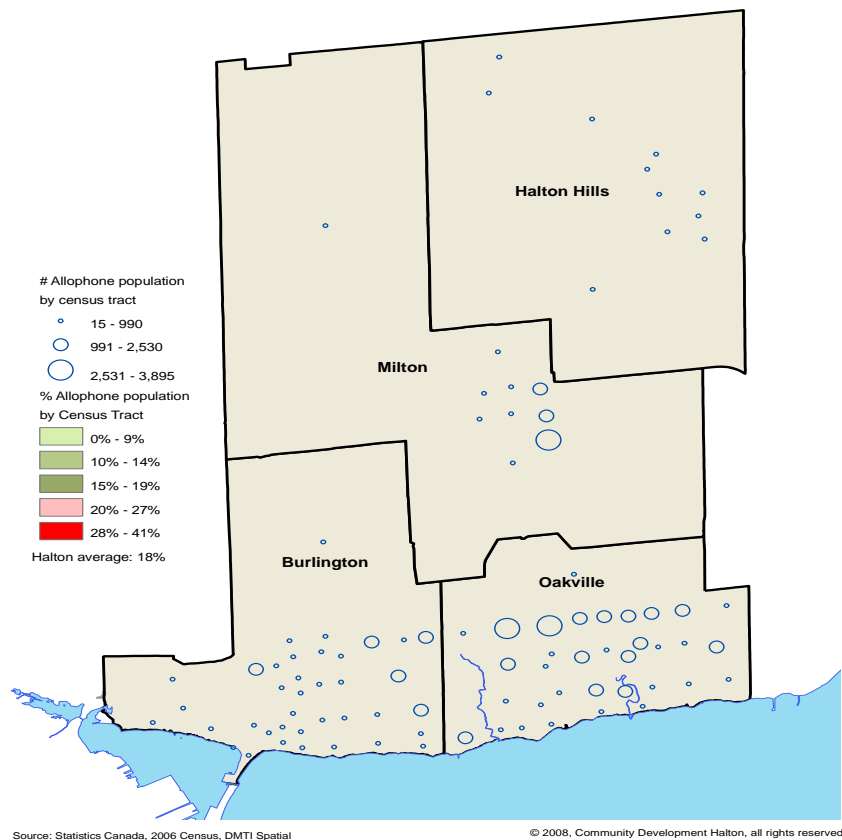 Halton Hills
# Allophone population
by census tract
15 - 990
991 - 2,530
2,531 - 3,895
% Allophone population
by Census Tract
0% - 9%
10% - 14%
15% - 19%
20% - 27%
28% - 41%
Halton average: 18%
Milton
Burlington
Oakville
Source: Statistics Canada, 2006 Census, DMTI Spatial
© 2008, Community Development Halton, all rights reserved